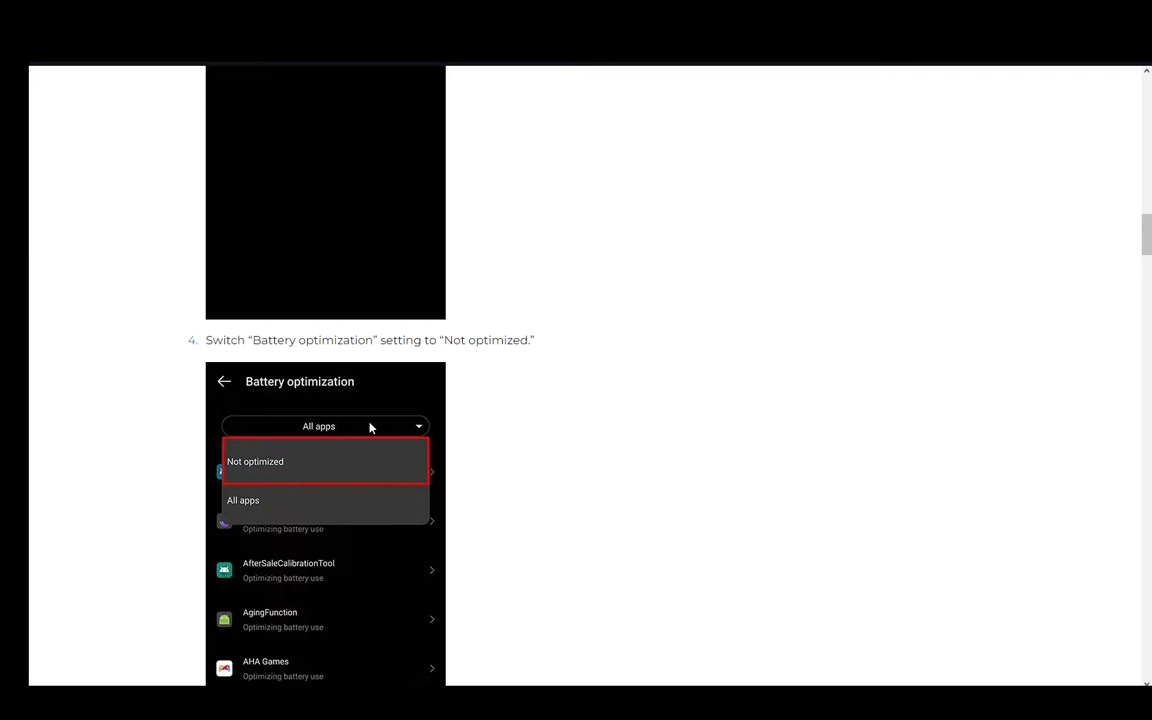 4. Switch “Battery optimization” setting to “Not optimized.”
Battery optimization
All apps
Not optimized
All apps
Optimizing battery use
AfterSaleCalibrationTool
Optimizing battery use
AgingFunction
Optimizing battery use
AHA Games
Optimizing battery use